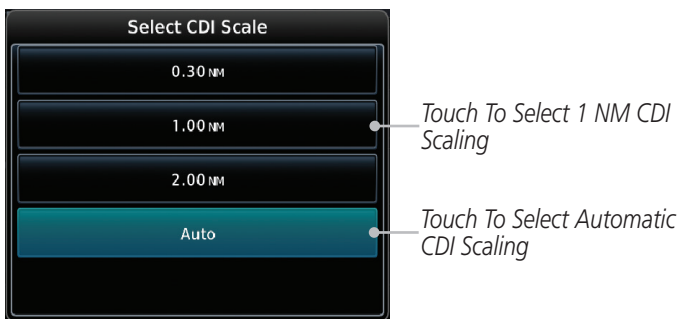 Select CDI Scale
0.30 NM
1.00 NM
Touch To Select 1 NM CDI
Scaling
2.00 NM
Auto
Touch To Select Automatic
CDI Scaling